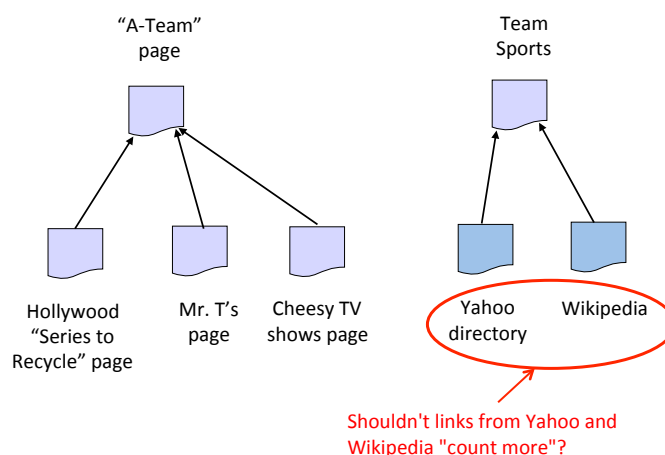 “A-Team”
page
Team
Sports
Hollywood
“Series to
Recycle” page
Mr. T’s
page
Cheesy TV
shows page
Yahoo
directory
Wikipedia
Shouldn't links from Yahoo and
Wikipedia "count more"?